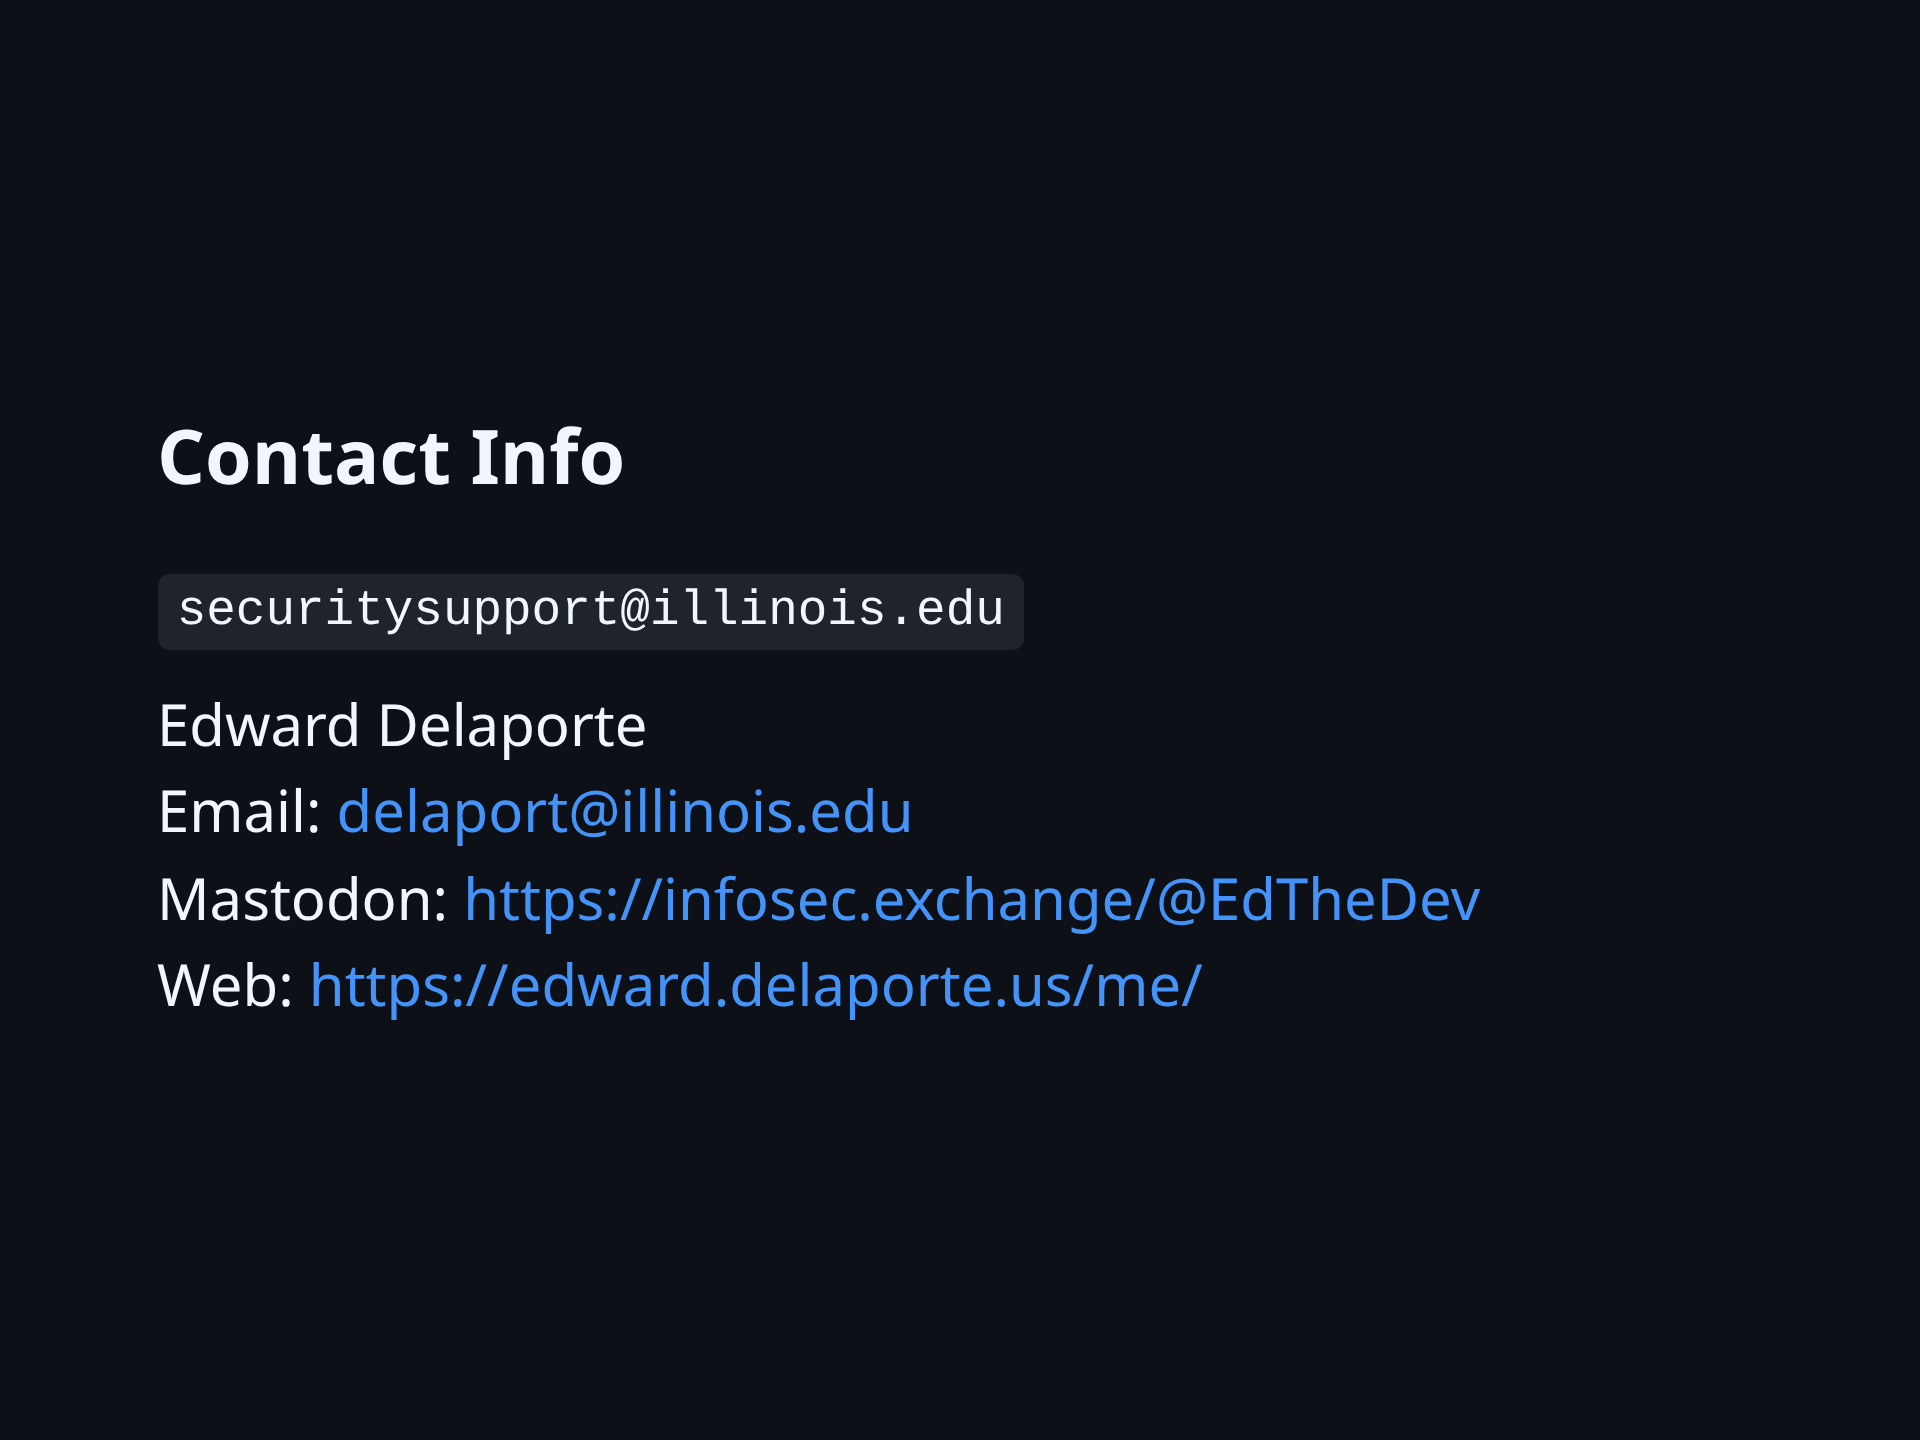 Contact Info
securitysupport@illinois.edu
Edward Delaporte
Email: delaport@illinois.edu
Mastodon: https://infosec.exchange/@EdTheDev
Web: https://edward.delaporte.us/me/